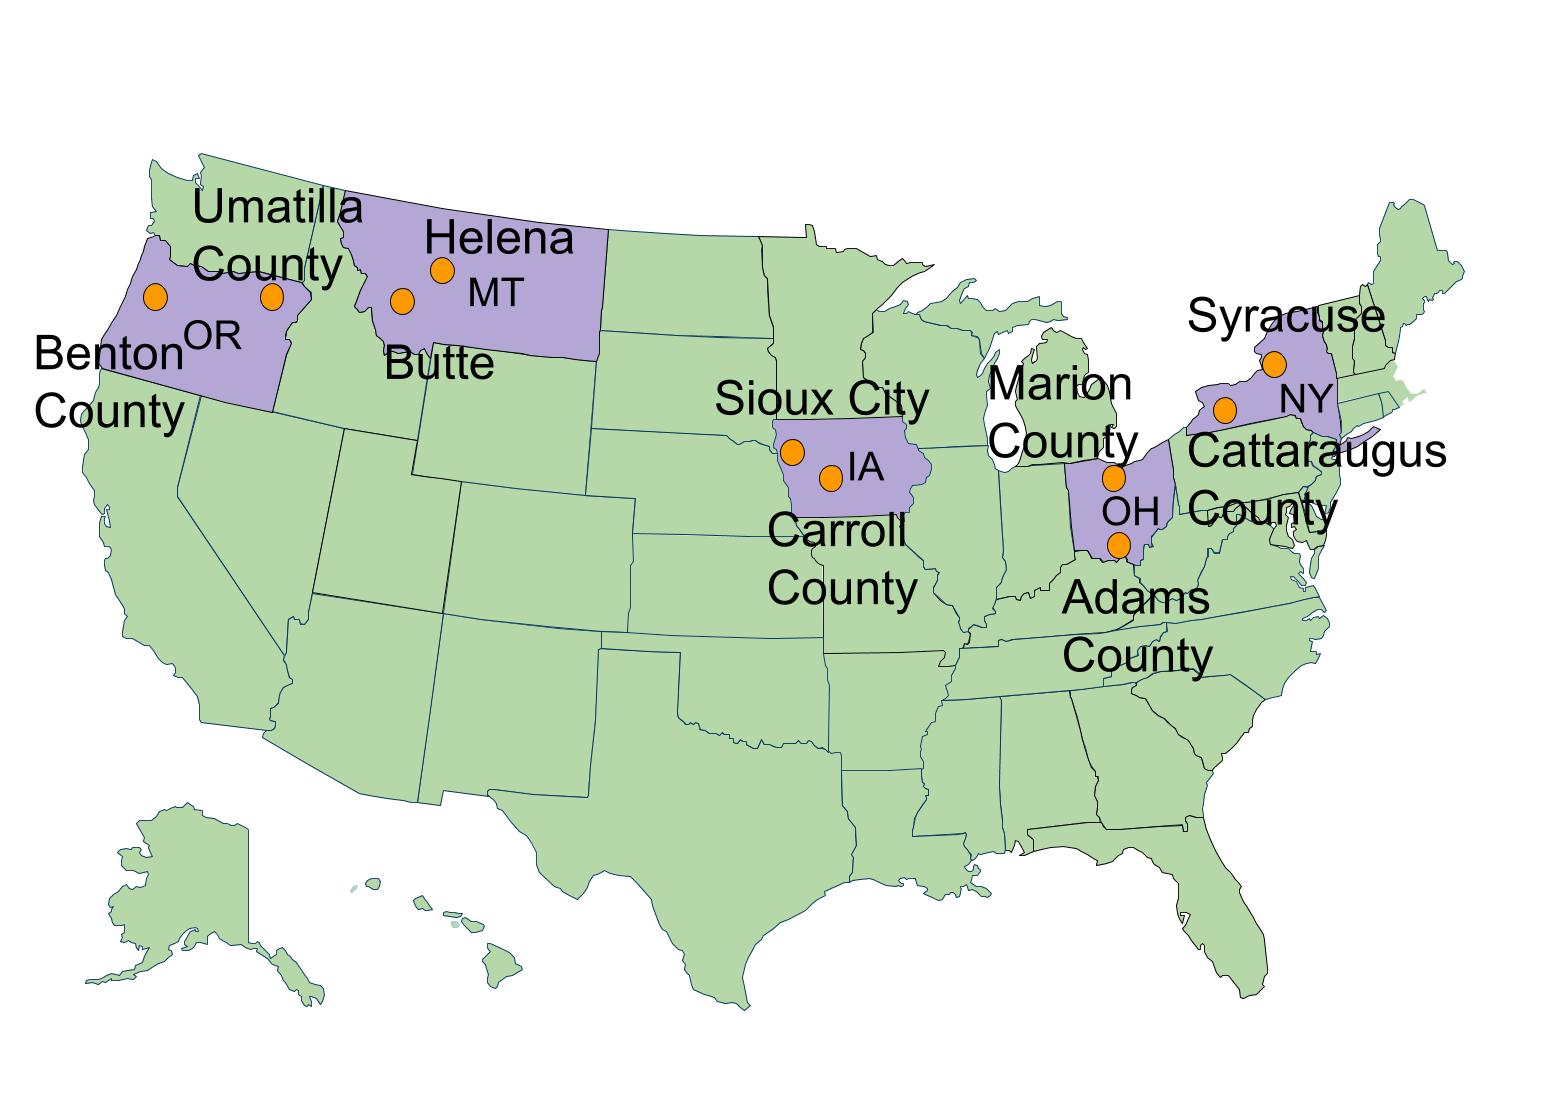 Umatilla
County
Helena
MT
Benton
County
OR
Butte
Sioux City
IA
Carroll
County
Marion
County
OH
Adams
County
Syracuse
NY
Cattaraugus
County